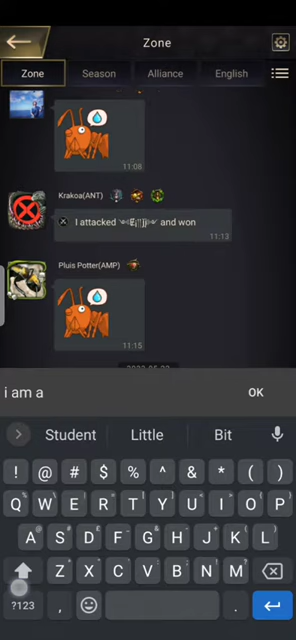 Zone
Zone Season Alliance English
11:08
Krakoa(ANT)
I attacked and won
11:13
Pluis Potter(AMP)
11:15
i am a OK
Student Little Bit
! @ # $ % ^ & * ( )
Q W E R T Y U I O P
A S D F G H J K L
Z X C V B N M
?123 , .